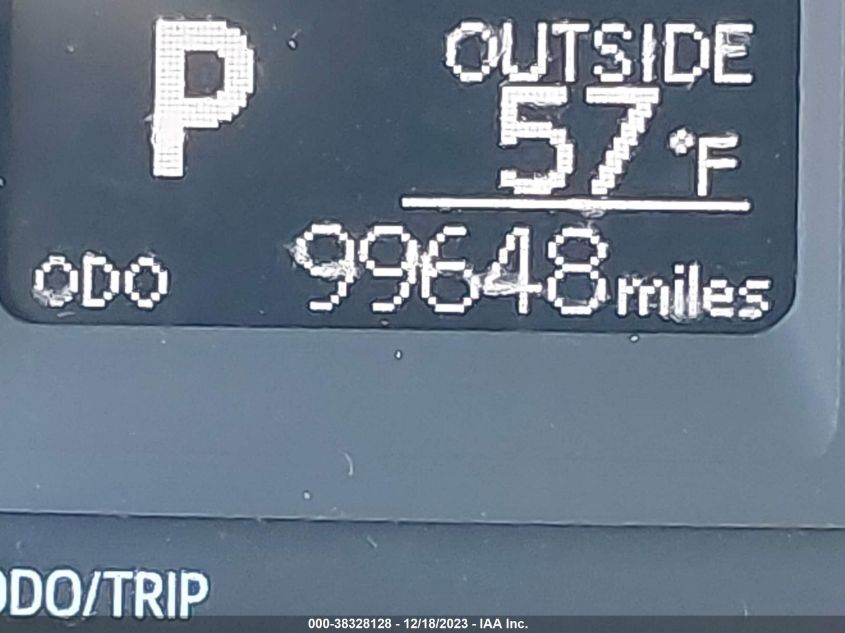 P
OUTSIDE
57°F
ODO 99648 miles
ODO/TRIP
000-38328128 - 12/18/2023 - IAA Inc.